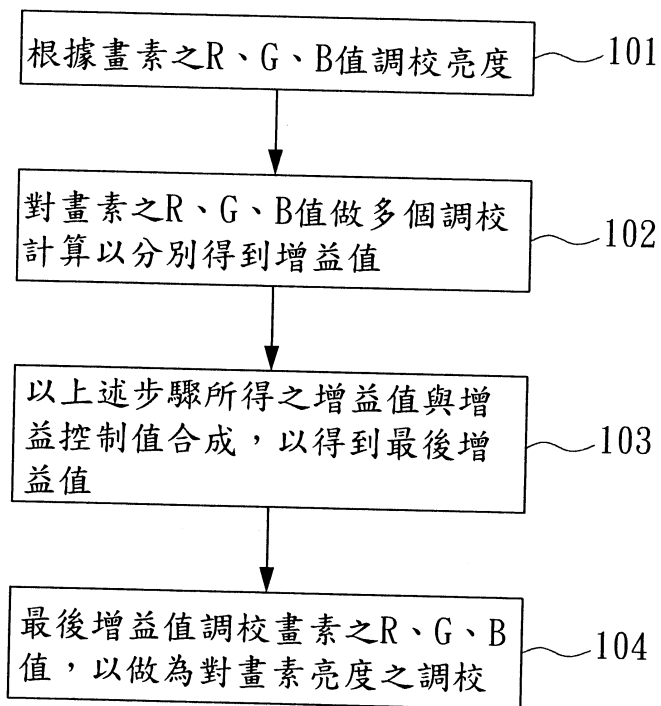 根據畫素之R、G、B值調校亮度
101
對畫素之R、G、B值做多個調校
計算以分別得到增益值
102
以上述步驟所得之增益值與增
益控制值合成，以得到最後增
益值
103
最後增益值調校畫素之R、G、B
值，以做為對畫素亮度之調校
104